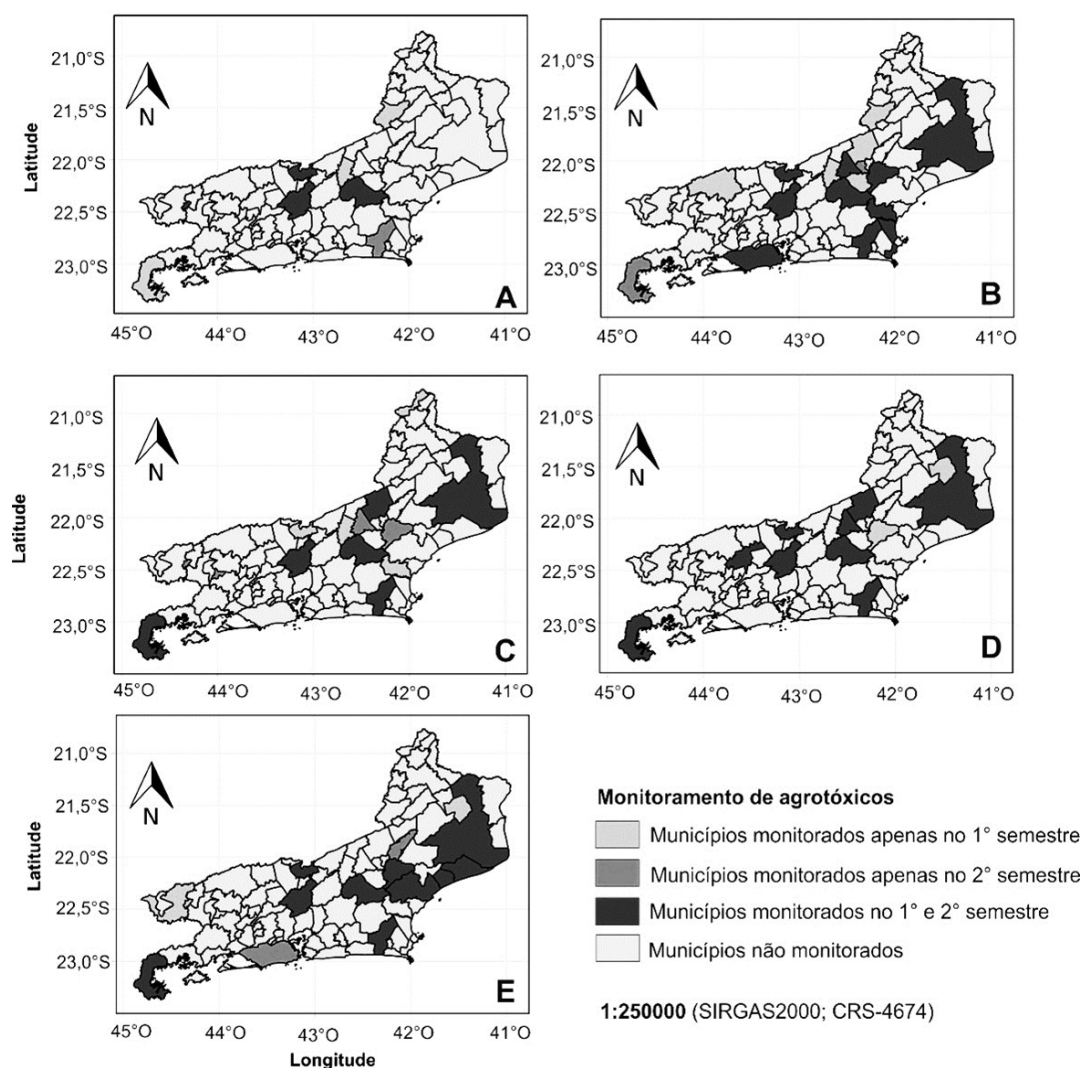 21,0°S
21,5°S
22,0°S
22,5°S
23,0°S
Latitude
N
A
45°O 44°O 43°O 42°O 41°O
21,0°S
21,5°S
22,0°S
22,5°S
23,0°S
N
B
45°O 44°O 43°O 42°O 41°O
21,0°S
21,5°S
22,0°S
22,5°S
23,0°S
Latitude
N
C
45°O 44°O 43°O 42°O 41°O
21,0°S
21,5°S
22,0°S
22,5°S
23,0°S
N
D
45°O 44°O 43°O 42°O 41°O
21,0°S
21,5°S
22,0°S
22,5°S
23,0°S
Latitude
N
E
45°O 44°O 43°O 42°O 41°O
Longitude
Monitoramento de agrotóxicos
Municípios monitorados apenas no 1° semestre
Municípios monitorados apenas no 2° semestre
Municípios monitorados no 1° e 2° semestre
Municípios não monitorados
1:250000 (SIRGAS2000; CRS-4674)